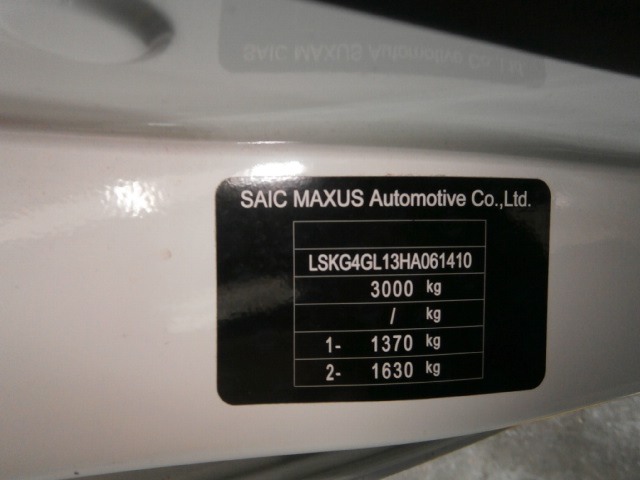 SAIC MAXUS Automotive Co.,Ltd.
LSKG4GL13HA061410
3000 kg
/ kg
1- 1370 kg
2- 1630 kg